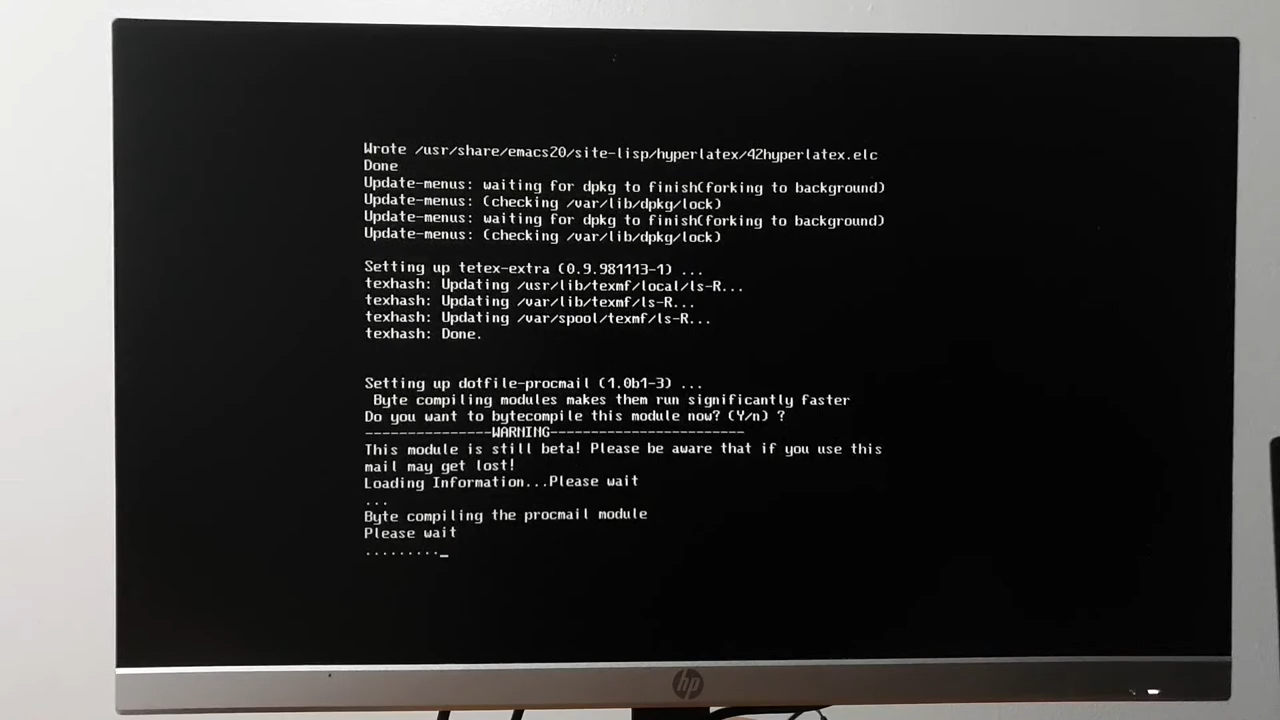 Wrote /usr/share/emacs20/site-lisp/hyperlatex/42hyperlatex.elc
Done
Update-menus: waiting for dpkg to finish(forking to background)
Update-menus: (checking /var/lib/dpkg/lock)
Update-menus: waiting for dpkg to finish(forking to background)
Update-menus: (checking /var/lib/dpkg/lock)
Setting up tetex-extra (0.9.981113-1) ...
texhash: Updating /usr/lib/texmf/local/ls-R...
texhash: Updating /var/lib/texmf/ls-R...
texhash: Updating /var/spool/texmf/ls-R...
texhash: Done.
Setting up dotfile-procmail (1.0b1-3) ...
Byte compiling modules makes them run significantly faster
Do you want to bytecompile this module now? (Y/n) ?
---------------WARNING-----------------------
This module is still beta! Please be aware that if you use this
mail may get lost!
Loading Information...Please wait
...
Byte compiling the procmail module
Please wait
........._
hp